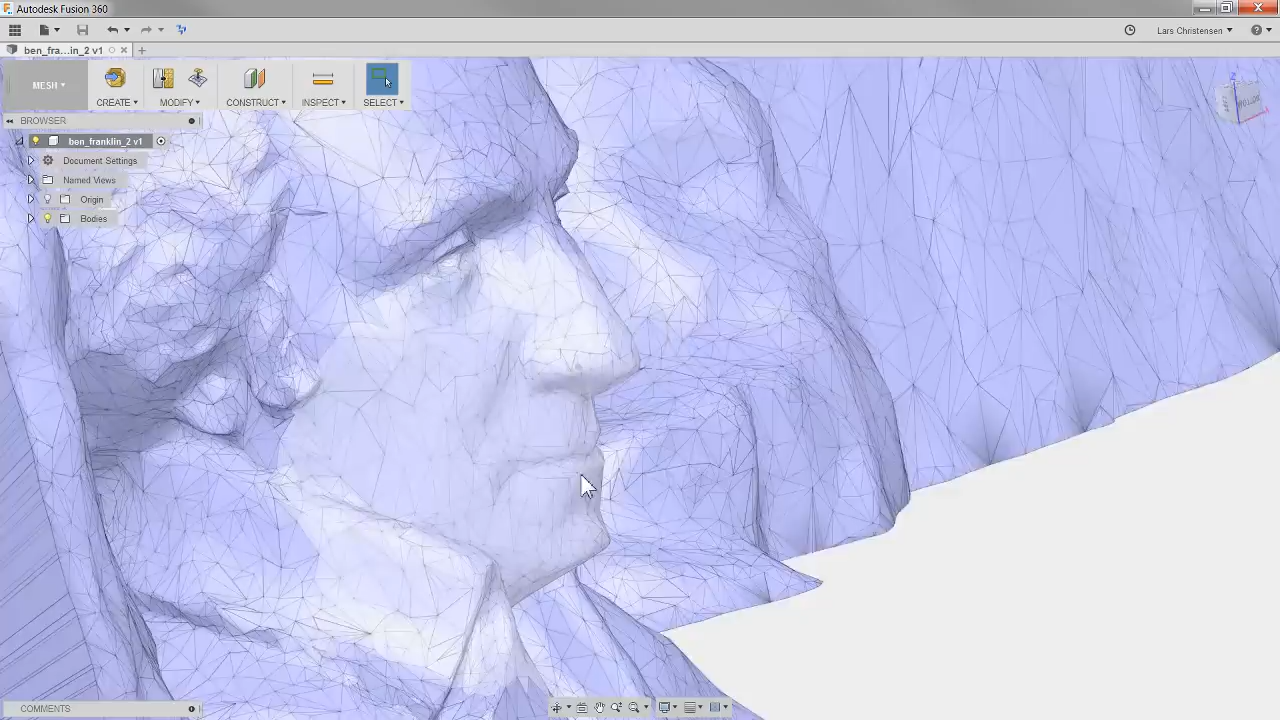 Autodesk Fusion 360
Lars Christensen
ben_fra...in_2 v1
MESH
CREATE
MODIFY
CONSTRUCT
INSPECT
SELECT
BROWSER
ben_franklin_2 v1
Document Settings
Named Views
Origin
Bodies
COMMENTS